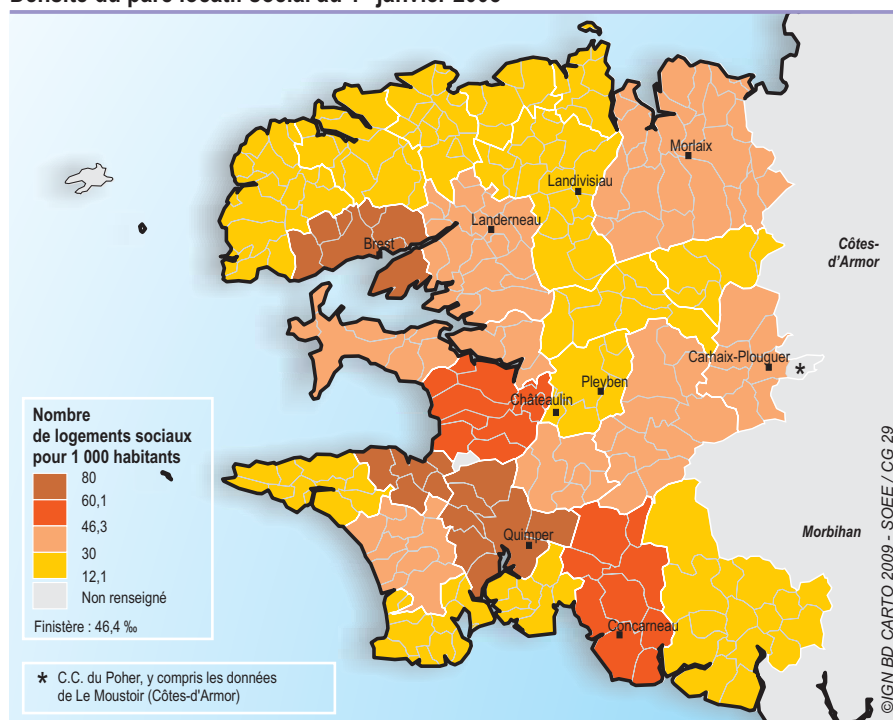 Morlaix
Landivisiau
Landerneau
Brest
Côtes-
d'Armor
Carhaix-Plouguer
*
Pleyben
Châteaulin
Quimper
Morbihan
Concarneau
Nombre
de logements sociaux
pour 1 000 habitants
80
60,1
46,3
30
12,1
Non renseigné
Finistère : 46,4 ‰
* C.C. du Poher, y compris les données
de Le Moustoir (Côtes-d'Armor)
©IGN BD CARTO 2009 - SOEE / CG 29